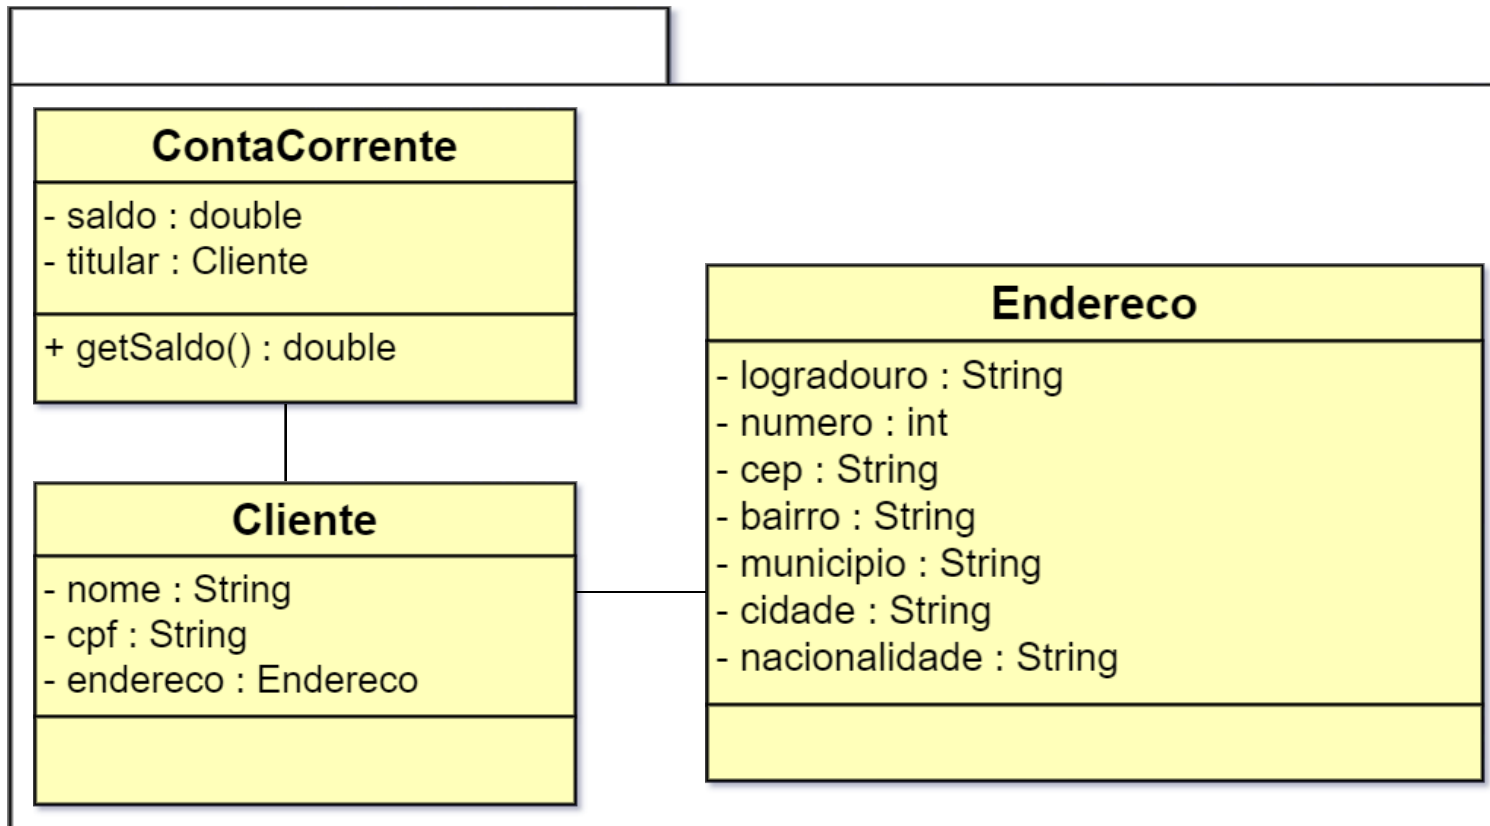 ContaCorrente
- saldo : double
- titular : Cliente
+ getSaldo() : double
Cliente
- nome : String
- cpf : String
- endereco : Endereco
Endereco
- logradouro : String
- numero : int
- cep : String
- bairro : String
- municipio : String
- cidade : String
- nacionalidade : String